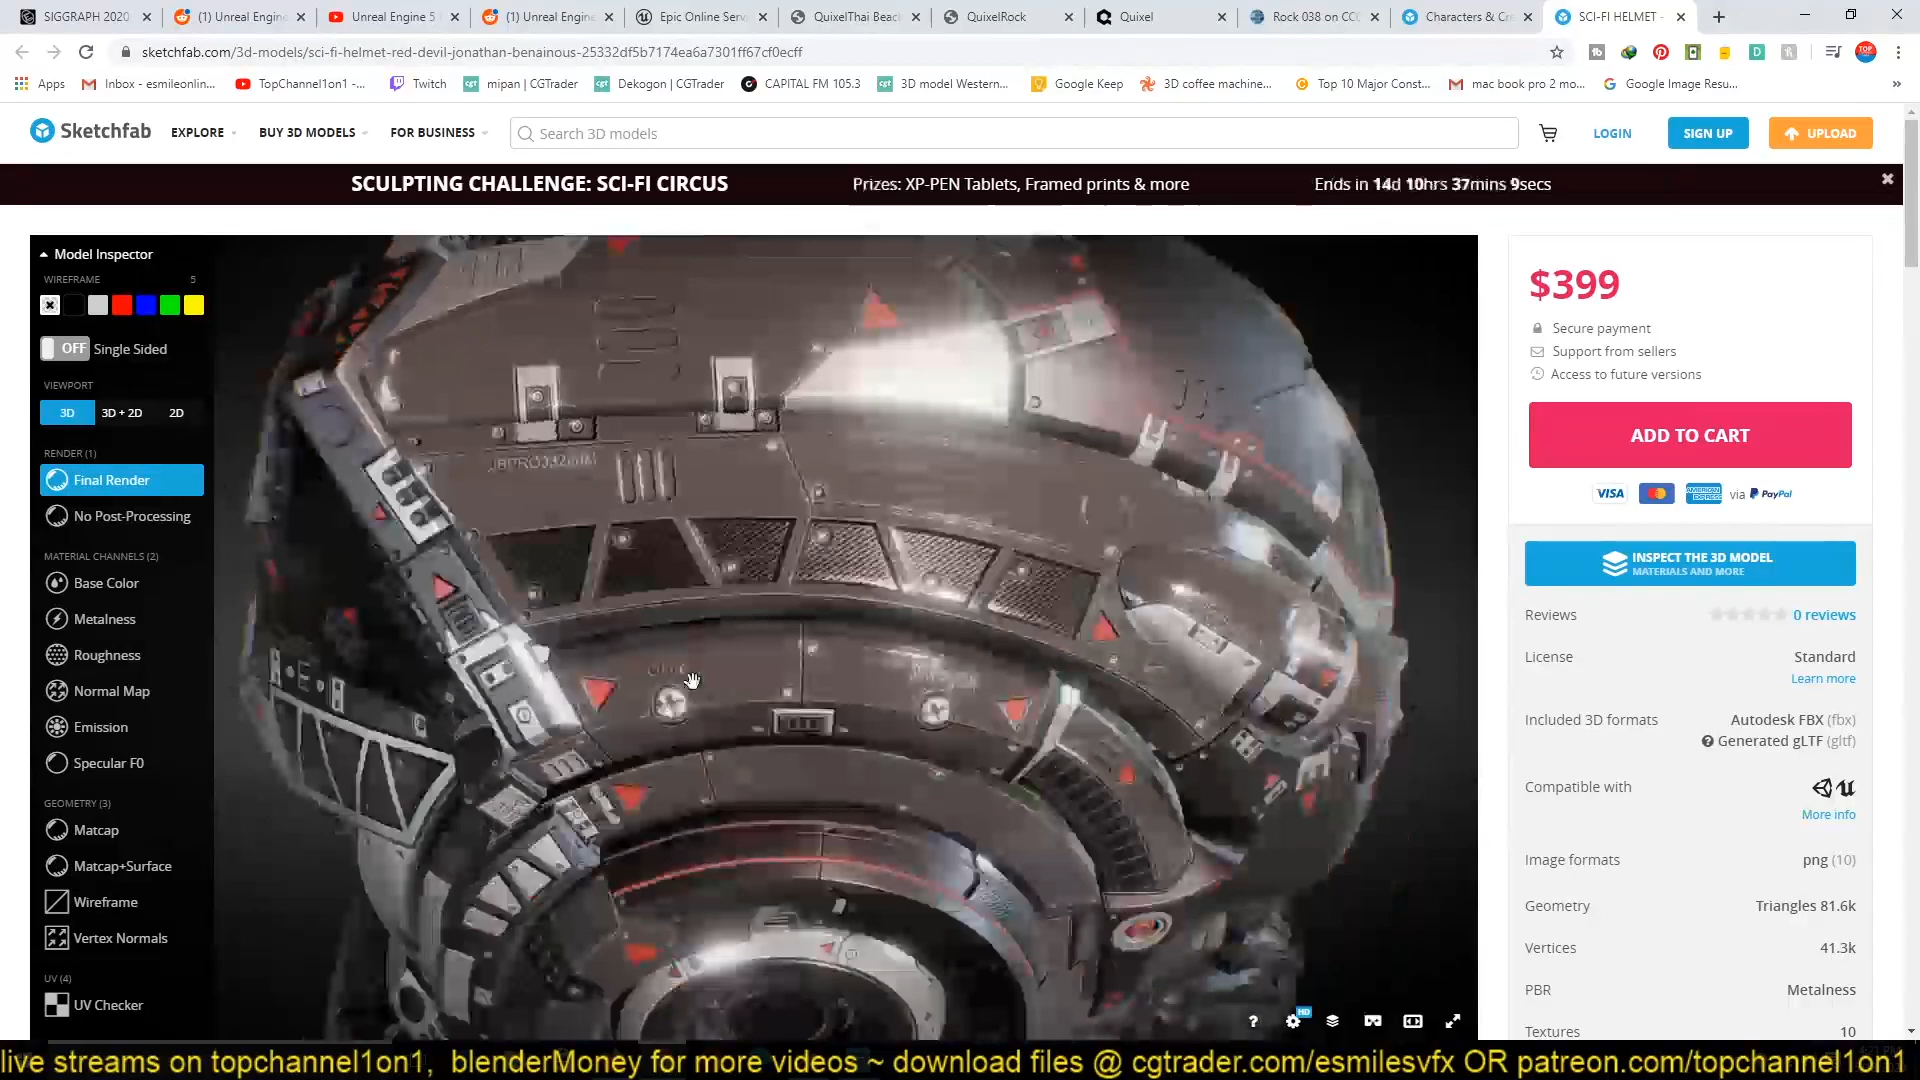 SIGGRAPH 2020
(1) Unreal Engine
Unreal Engine 5
(1) Unreal Engine
Epic Online Serv
QuixelThai Beach
QuixelRock
Quixel
Rock 038 on CC0
Characters & Cre
SCI-FI HELMET -
sketchfab.com/3d-models/sci-fi-helmet-red-devil-jonathan-benainous-25332df5b7174ea6a7301ff67cf0ecff
Apps
Inbox - esmileonlin...
TopChannel1on1 -...
Twitch
mipan | CGTrader
Dekogon | CGTrader
CAPITAL FM 105.3
3D model Western...
Google Keep
3D coffee machine...
Top 10 Major Const...
mac book pro 2 mo...
Google Image Resu...
Sketchfab
EXPLORE
BUY 3D MODELS
FOR BUSINESS
Search 3D models
LOGIN
SIGN UP
UPLOAD
SCULPTING CHALLENGE: SCI-FI CIRCUS
Prizes: XP-PEN Tablets, Framed prints & more
Ends in 14d 10hrs 37mins 9secs
Model Inspector
WIREFRAME 5
OFF Single Sided
VIEWPORT
3D
3D + 2D
2D
RENDER (1)
Final Render
No Post-Processing
MATERIAL CHANNELS (2)
Base Color
Metalness
Roughness
Normal Map
Emission
Specular F0
GEOMETRY (3)
Matcap
Matcap+Surface
Wireframe
Vertex Normals
UV (4)
UV Checker
HD
$399
Secure payment
Support from sellers
Access to future versions
ADD TO CART
VISA
AMERICAN EXPRESS
via PayPal
INSPECT THE 3D MODEL
MATERIALS AND MORE
Reviews 0 reviews
License Standard
Learn more
Included 3D formats Autodesk FBX (fbx)
Generated glTF (gltf)
Compatible with
More info
Image formats png (10)
Geometry Triangles 81.6k
Vertices 41.3k
PBR Metalness
Textures 10
live streams on topchannel1on1, blenderMoney for more videos ~ download files @ cgtrader.com/esmilesvfx OR patreon.com/topchannel1on1